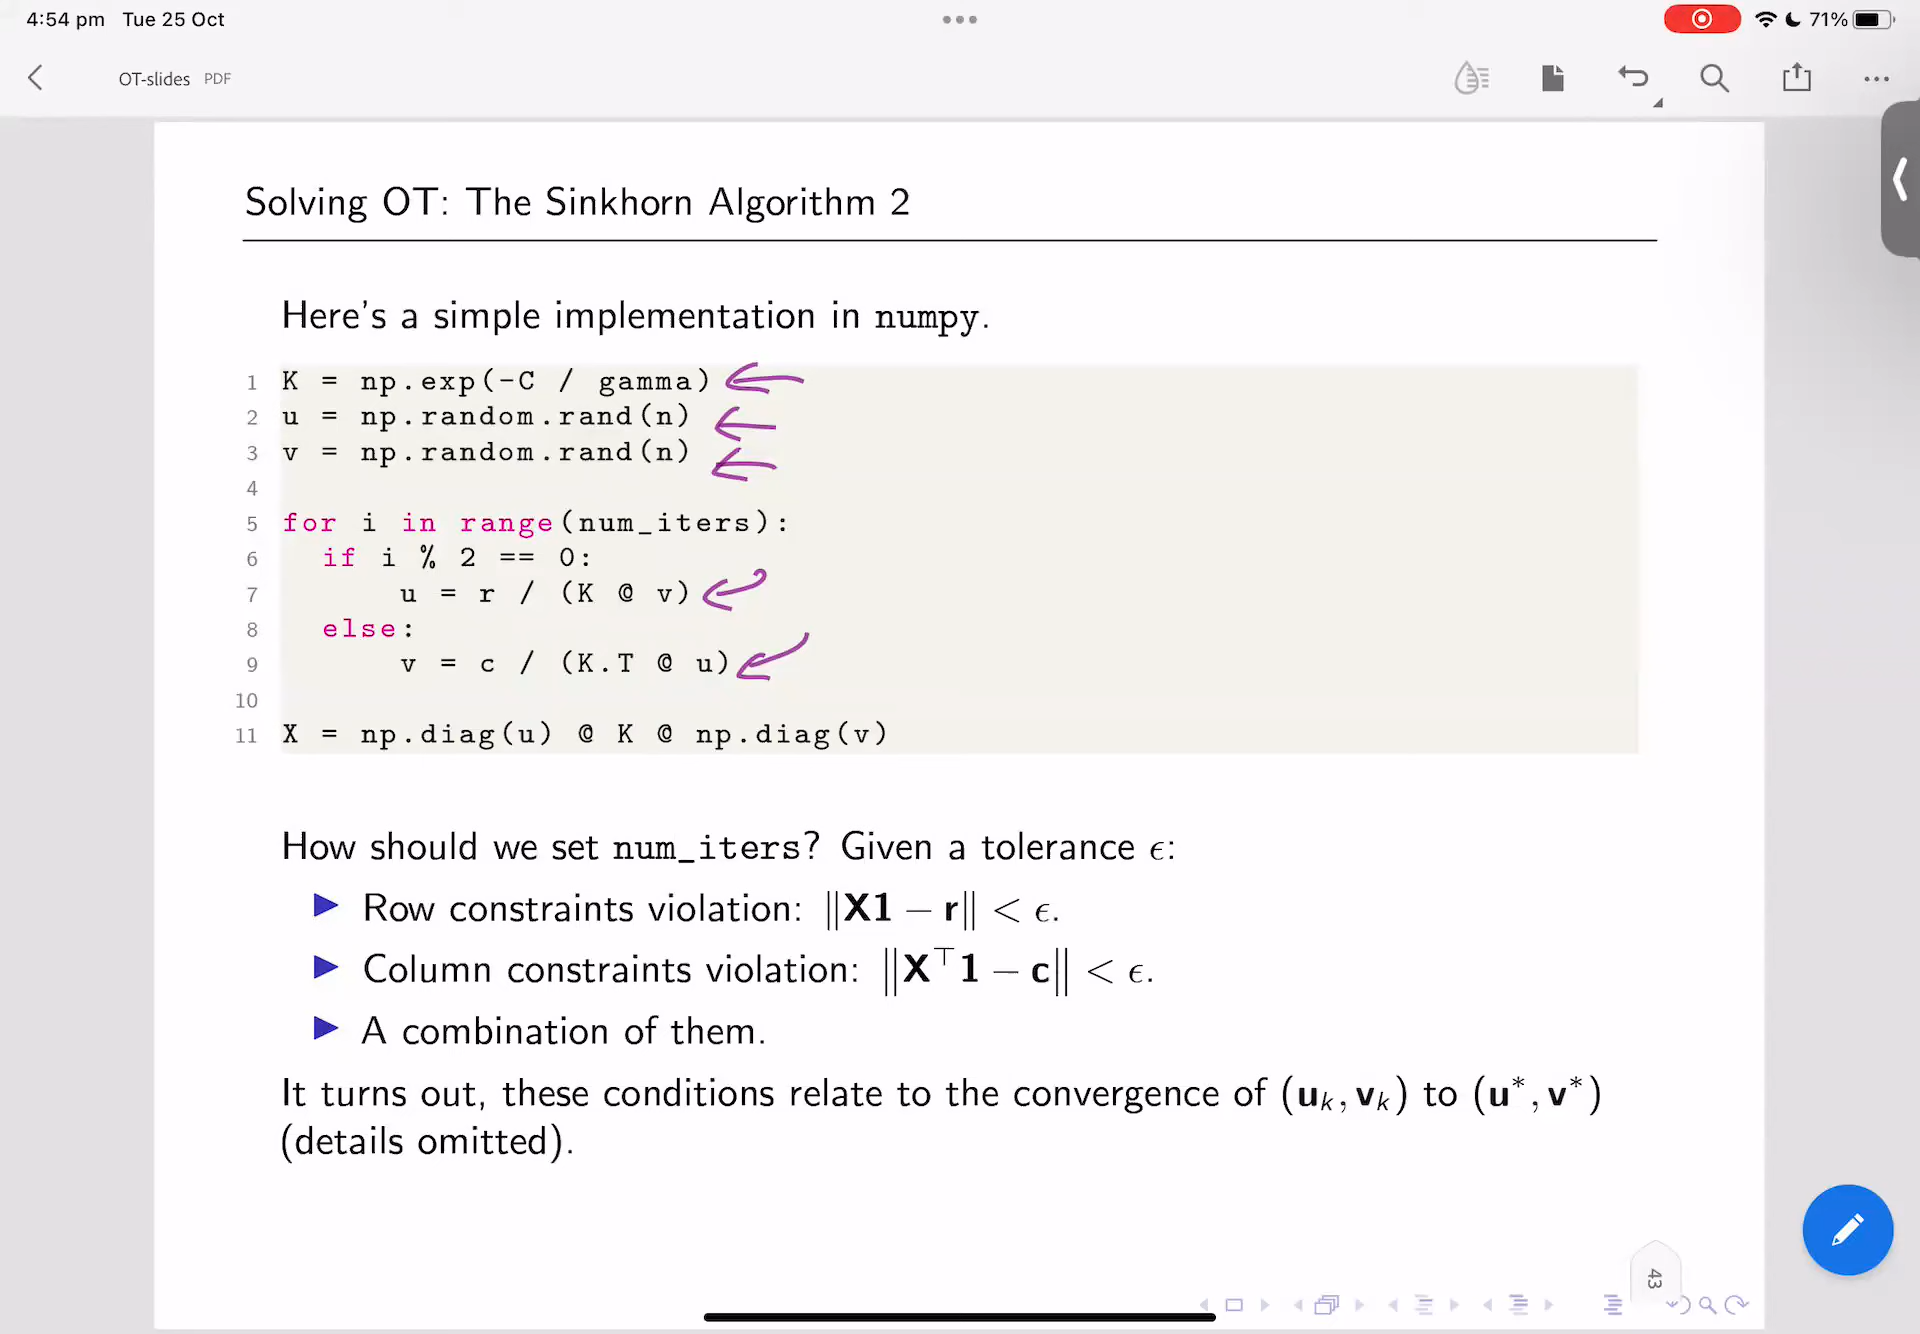 4:54 pm Tue 25 Oct
71%
OT-slides PDF
Solving OT: The Sinkhorn Algorithm 2
Here's a simple implementation in numpy.
1 K = np.exp(-C / gamma)
2 u = np.random.rand(n)
3 v = np.random.rand(n)
4
5 for i in range(num_iters):
6 if i % 2 == 0:
7 u = r / (K @ v)
8 else:
9 v = c / (K.T @ u)
10
11 X = np.diag(u) @ K @ np.diag(v)
How should we set num_iters? Given a tolerance ϵ:
▶ Row constraints violation: ‖X1 − r‖ < ϵ.
▶ Column constraints violation: ‖X⊤1 − c‖ < ϵ.
▶ A combination of them.
It turns out, these conditions relate to the convergence of (uₖ, vₖ) to (u*, v*)
(details omitted).
43